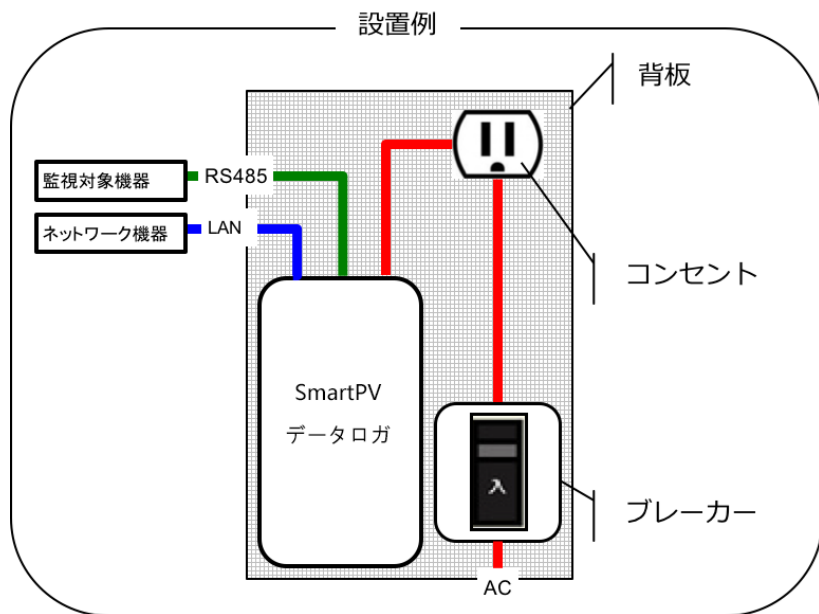 設置例
背板
監視対象機器
RS485
ネットワーク機器
LAN
コンセント
SmartPV
データロガ
入
ブレーカー
AC